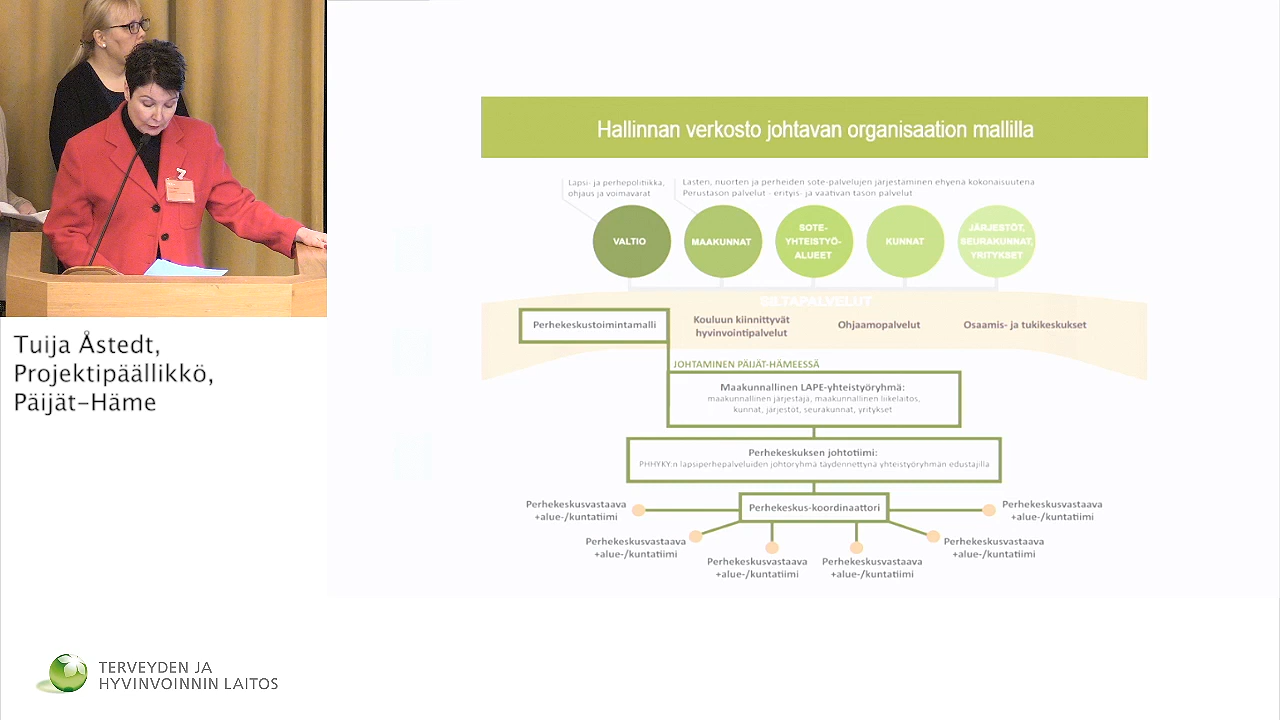 Tuija Åstedt,
Projektipäällikkö,
Päijät-Häme
TERVEYDEN JA
HYVINVOINNIN LAITOS
Hallinnan verkosto johtavan organisaation mallilla
Lapsi- ja perhepolitiikka,
ohjaus ja voimavarat
Lasten, nuorten ja perheiden sote-palvelujen järjestäminen ehyenä kokonaisuutena
Perustason palvelut - erityis- ja vaativan tason palvelut
VALTIO
MAAKUNNAT
SOTE-
YHTEISTYÖ-
ALUEET
KUNNAT
JÄRJESTÖT,
SEURAKUNNAT,
YRITYKSET
SILTAPALVELUT
Perhekeskustoimintamalli
Kouluun kiinnittyvät
hyvinvointipalvelut
Ohjaamopalvelut
Osaamis- ja tukikeskukset
JOHTAMINEN PÄIJÄT-HÄMEESSÄ
Maakunnallinen LAPE-yhteistyöryhmä:
maakunnallinen järjestäjä, maakunnallinen liikelaitos,
kunnat, järjestöt, seurakunnat, yritykset
Perhekeskuksen johtotiimi:
PHHYKY:n lapsiperhepalveluiden johtoryhmä täydennettynä yhteistyöryhmän edustajilla
Perhekeskus-koordinaattori
Perhekeskusvastaava
+alue-/kuntatiimi
Perhekeskusvastaava
+alue-/kuntatiimi
Perhekeskusvastaava
+alue-/kuntatiimi
Perhekeskusvastaava
+alue-/kuntatiimi
Perhekeskusvastaava
+alue-/kuntatiimi
Perhekeskusvastaava
+alue-/kuntatiimi